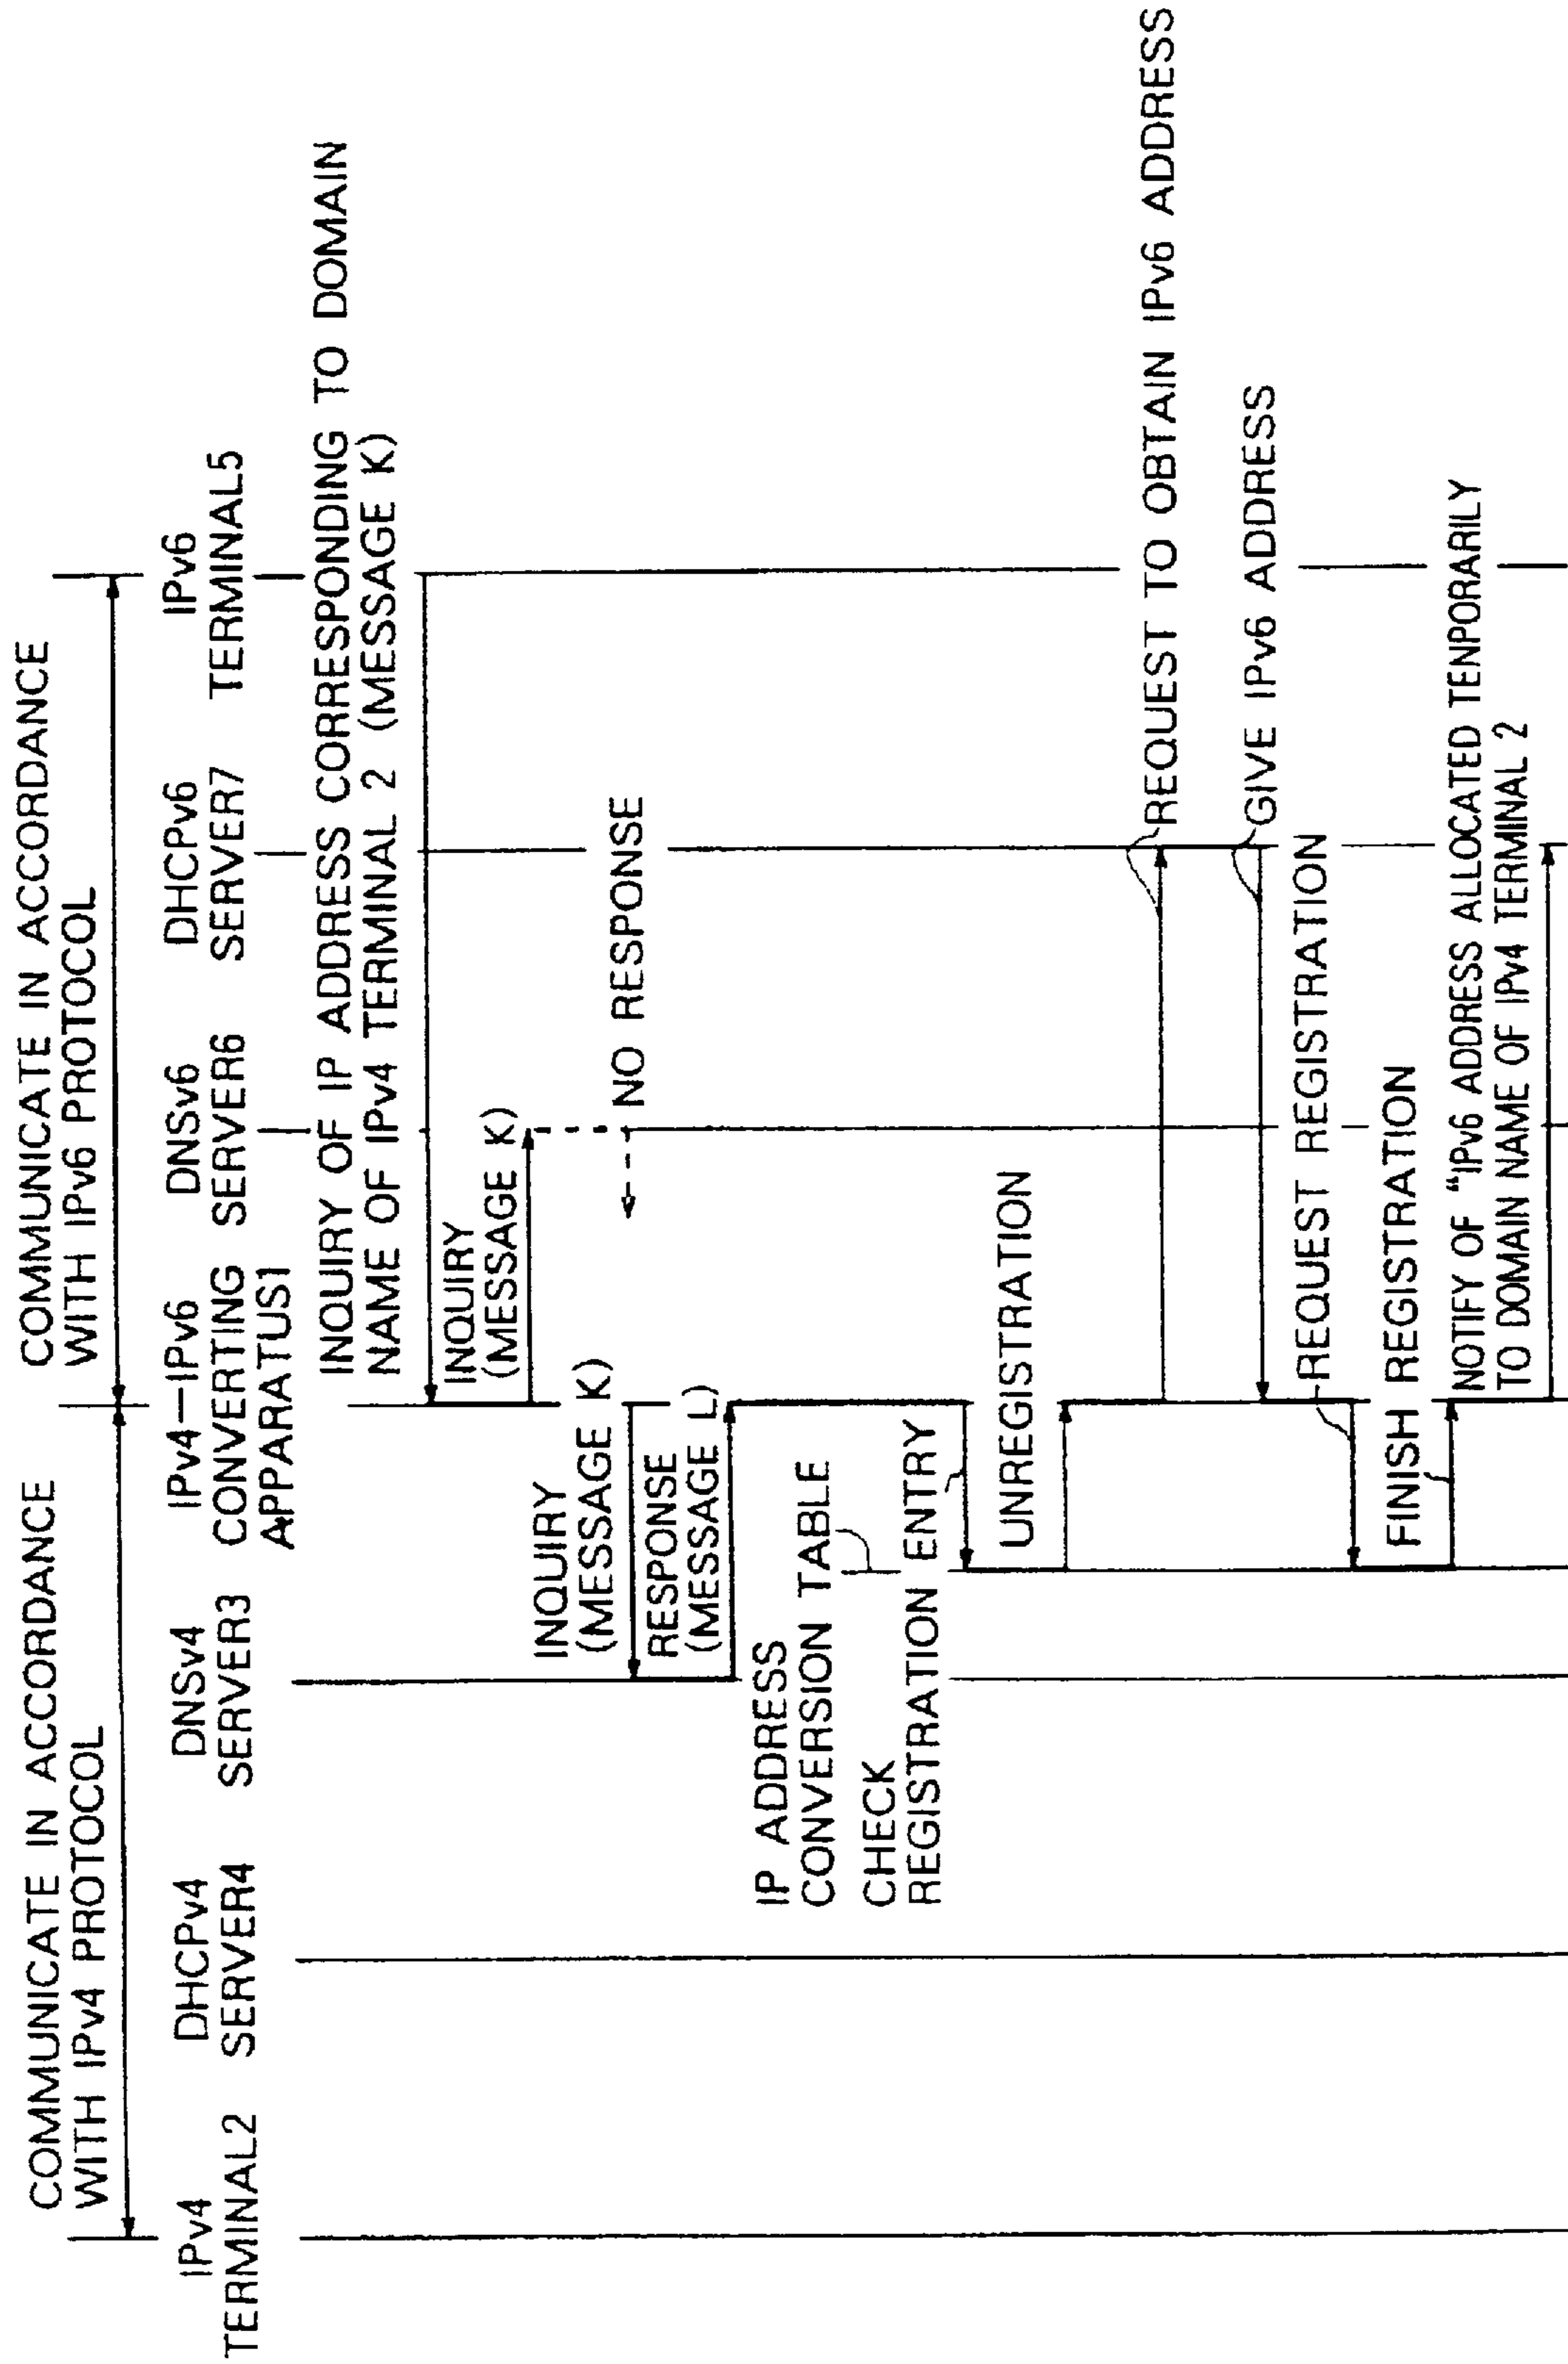 COMMUNICATE IN ACCORDANCE
WITH IPv4 PROTOCOL
COMMUNICATE IN ACCORDANCE
WITH IPv6 PROTOCOL
IPv4
TERMINAL2
DHCPv4
SERVER4
DNSv4
SERVER3
IPv4-IPv6
CONVERTING
APPARATUS1
DNSv6
SERVER6
DHCPv6
SERVER7
IPv6
TERMINAL5
INQUIRY OF IP ADDRESS CORRESPONDING TO DOMAIN
NAME OF IPv4 TERMINAL 2 (MESSAGE K)
INQUIRY
(MESSAGE K)
INQUIRY
(MESSAGE K)
NO RESPONSE
RESPONSE
(MESSAGE L)
IP ADDRESS
CONVERSION TABLE
CHECK
REGISTRATION ENTRY
UNREGISTRATION
REQUEST TO OBTAIN IPv6 ADDRESS
GIVE IPv6 ADDRESS
REQUEST REGISTRATION
FINISH REGISTRATION
NOTIFY OF "IPv6 ADDRESS ALLOCATED TENPORARILY
TO DOMAIN NAME OF IPv4 TERMINAL 2